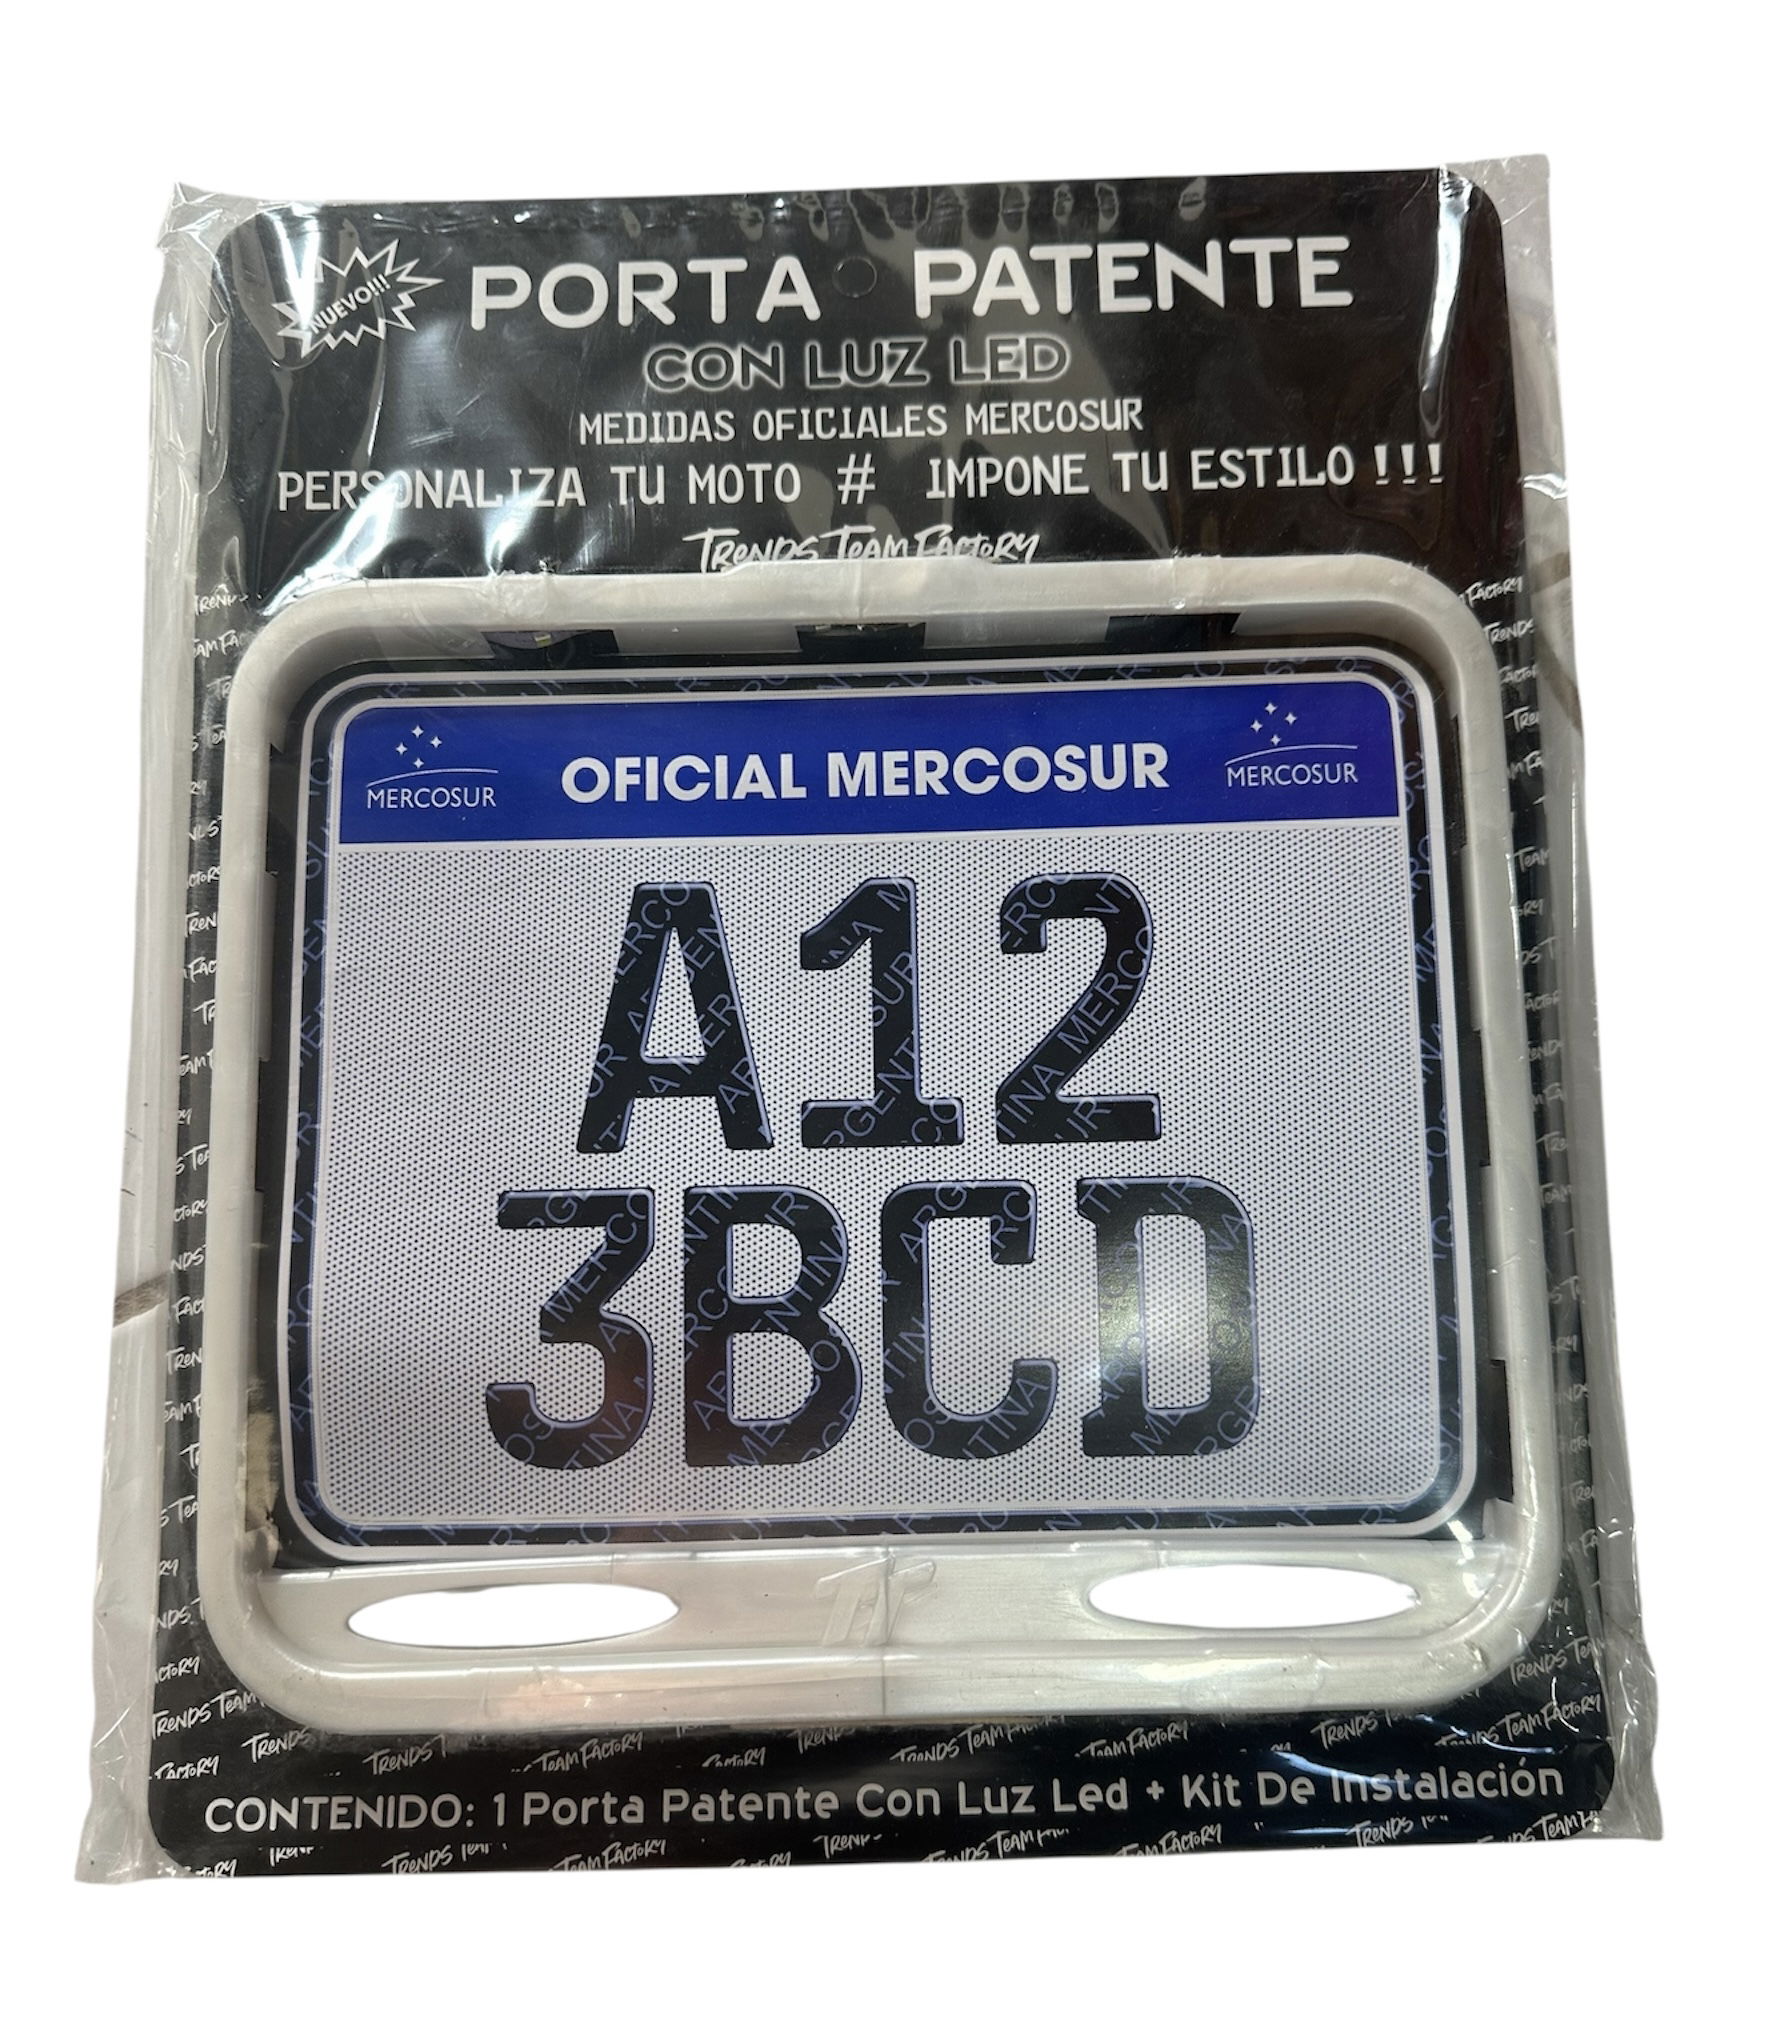 NUEVO!!!
PORTA PATENTE
CON LUZ LED
MEDIDAS OFICIALES MERCOSUR
PERSONALIZA TU MOTO # IMPONE TU ESTILO !!!
TRENDS TEAM FACTORY
MERCOSUR
OFICIAL MERCOSUR
MERCOSUR
A12
3BCD
TTF
CONTENIDO: 1 Porta Patente Con Luz Led + Kit De Instalación